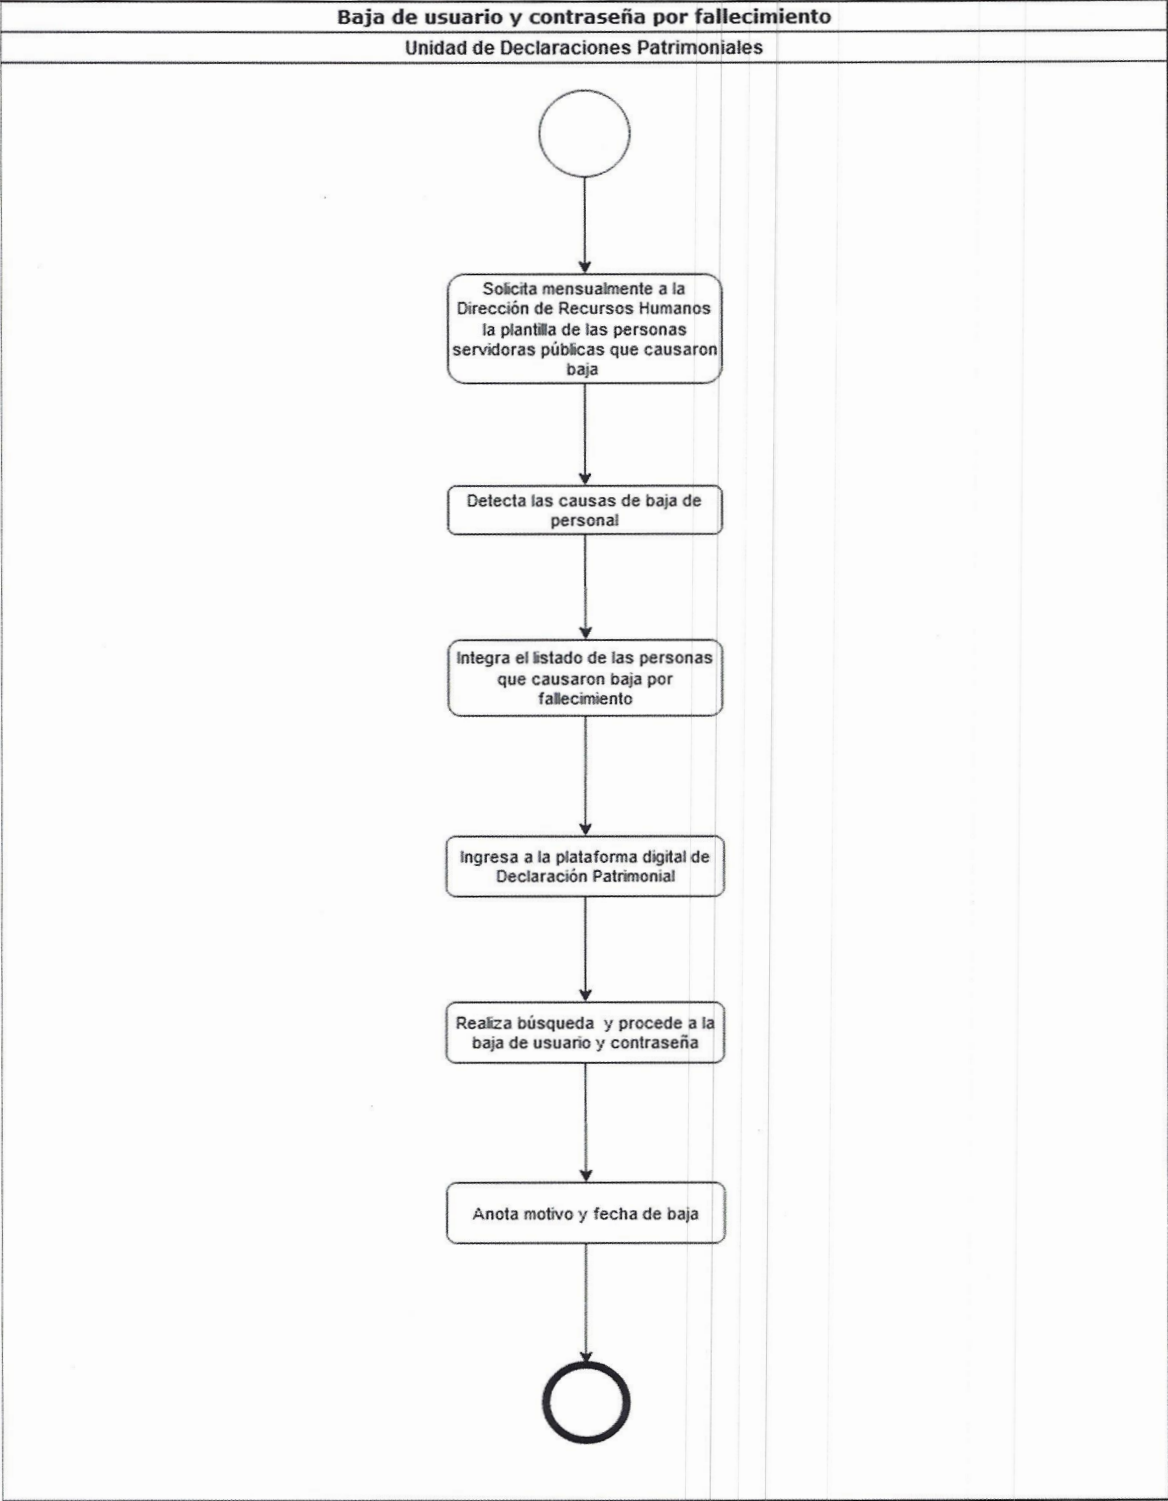 Baja de usuario y contraseña por fallecimiento
Unidad de Declaraciones Patrimoniales
Solicita mensualmente a la
Dirección de Recursos Humanos
la plantilla de las personas
servidoras públicas que causaron
baja
Detecta las causas de baja de
personal
Integra el listado de las personas
que causaron baja por
fallecimiento
Ingresa a la plataforma digital de
Declaración Patrimonial
Realiza búsqueda y procede a la
baja de usuario y contraseña
Anota motivo y fecha de baja